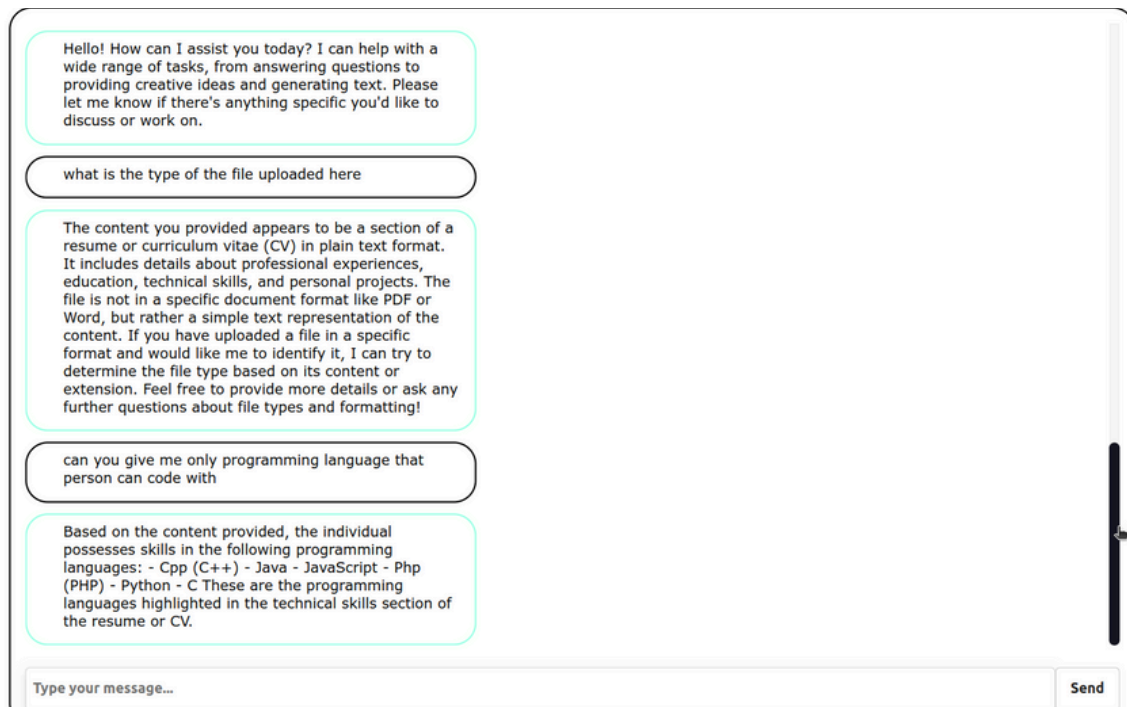 Hello! How can I assist you today? I can help with a
wide range of tasks, from answering questions to
providing creative ideas and generating text. Please
let me know if there's anything specific you'd like to
discuss or work on.
what is the type of the file uploaded here
The content you provided appears to be a section of a
resume or curriculum vitae (CV) in plain text format.
It includes details about professional experiences,
education, technical skills, and personal projects. The
file is not in a specific document format like PDF or
Word, but rather a simple text representation of the
content. If you have uploaded a file in a specific
format and would like me to identify it, I can try to
determine the file type based on its content or
extension. Feel free to provide more details or ask any
further questions about file types and formatting!
can you give me only programming language that
person can code with
Based on the content provided, the individual
possesses skills in the following programming
languages: - Cpp (C++) - Java - JavaScript - Php
(PHP) - Python - C These are the programming
languages highlighted in the technical skills section of
the resume or CV.
Type your message...
Send